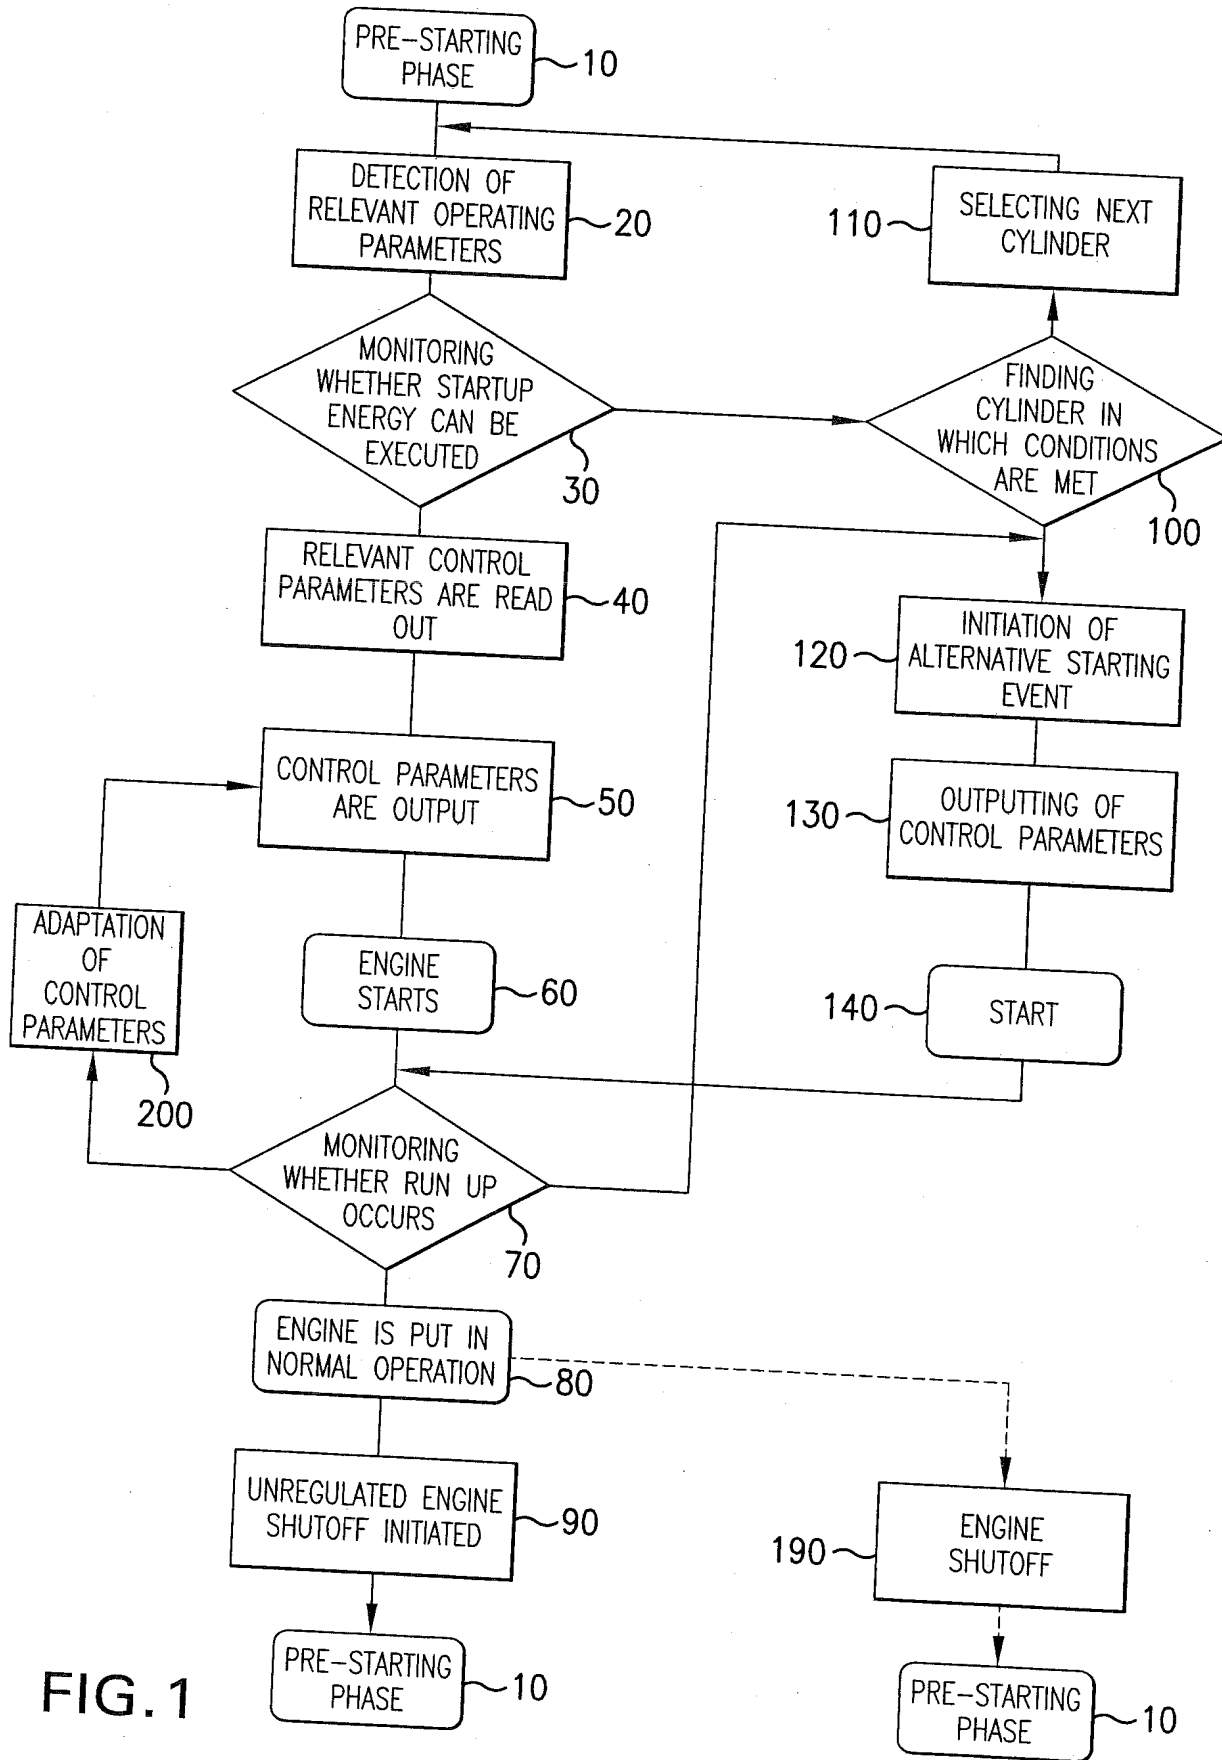 PRE-STARTING
PHASE
10
DETECTION OF
RELEVANT OPERATING
PARAMETERS
20
110
SELECTING NEXT
CYLINDER
MONITORING
WHETHER STARTUP
ENERGY CAN BE
EXECUTED
30
FINDING
CYLINDER IN
WHICH CONDITIONS
ARE MET
100
RELEVANT CONTROL
PARAMETERS ARE READ
OUT
40
120
INITIATION OF
ALTERNATIVE STARTING
EVENT
CONTROL PARAMETERS
ARE OUTPUT
50
130
OUTPUTTING OF
CONTROL PARAMETERS
ADAPTATION
OF
CONTROL
PARAMETERS
200
ENGINE
STARTS
60
140
START
MONITORING
WHETHER RUN UP
OCCURS
70
ENGINE IS PUT IN
NORMAL OPERATION
80
UNREGULATED ENGINE
SHUTOFF INITIATED
90
190
ENGINE
SHUTOFF
PRE-STARTING
PHASE
10
PRE-STARTING
PHASE
10
FIG. 1